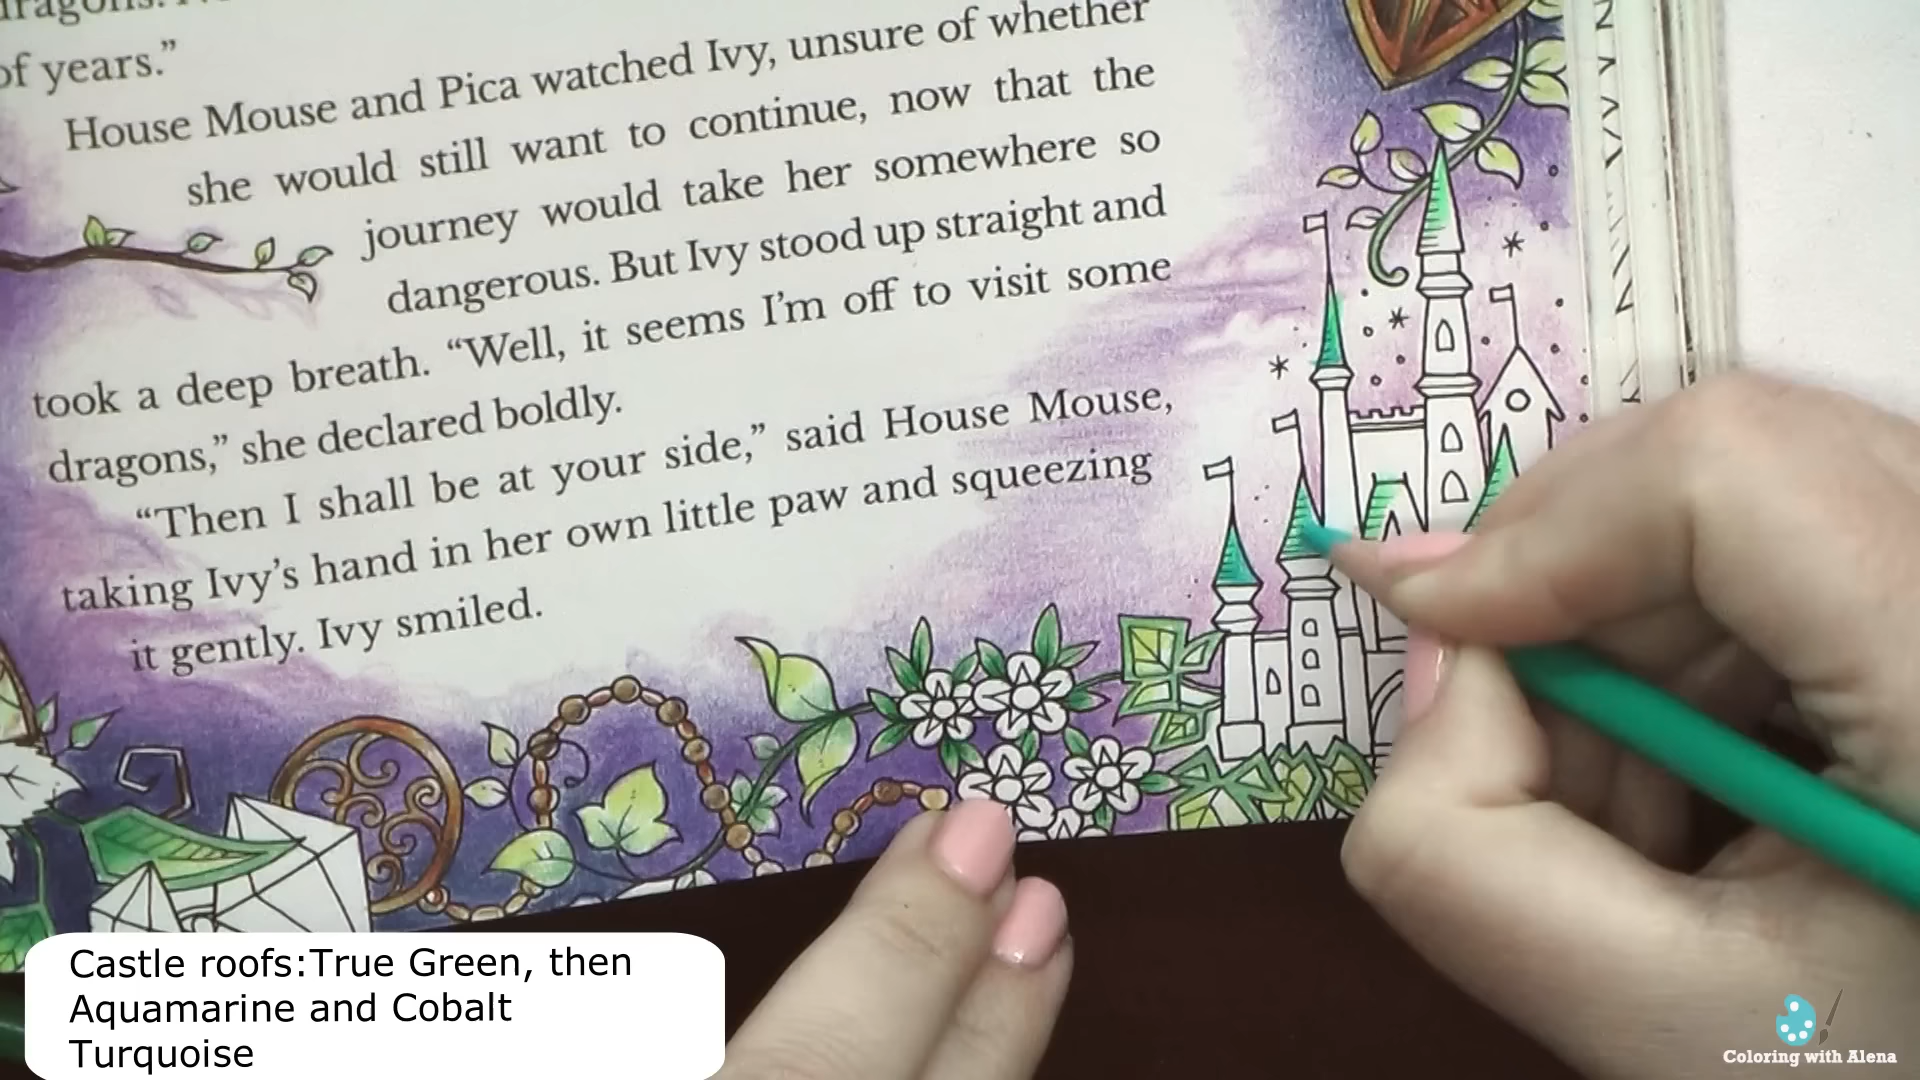 of years.”
House Mouse and Pica watched Ivy, unsure of whether
she would still want to continue, now that the
journey would take her somewhere so
dangerous. But Ivy stood up straight and
took a deep breath. “Well, it seems I’m off to visit some
dragons,” she declared boldly.
“Then I shall be at your side,” said House Mouse,
taking Ivy’s hand in her own little paw and squeezing
it gently. Ivy smiled.
Castle roofs:True Green, then
Aquamarine and Cobalt
Turquoise
Coloring with Alena